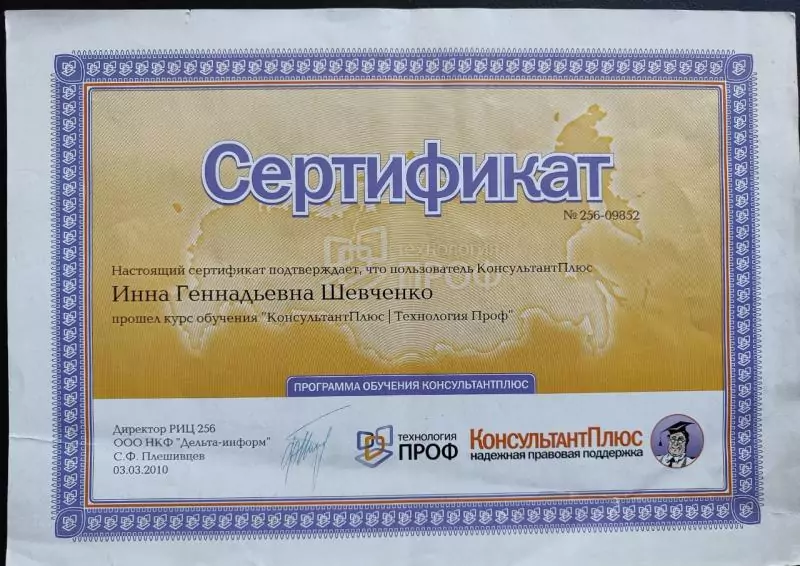 Сертификат
№ 256-09852
ТЕХНОЛОГИЯ
ПРОФ
Настоящий сертификат подтверждает, что пользователь КонсультантПлюс
Инна Геннадьевна Шевченко
прошел курс обучения "КонсультантПлюс | Технология Проф"
ПРОГРАММА ОБУЧЕНИЯ КОНСУЛЬТАНТПЛЮС
Директор РИЦ 256
ООО НКФ "Дельта-информ"
С.Ф. Плешивцев
03.03.2010
ТЕХНОЛОГИЯ
ПРОФ
КонсультантПлюс
надежная правовая поддержка